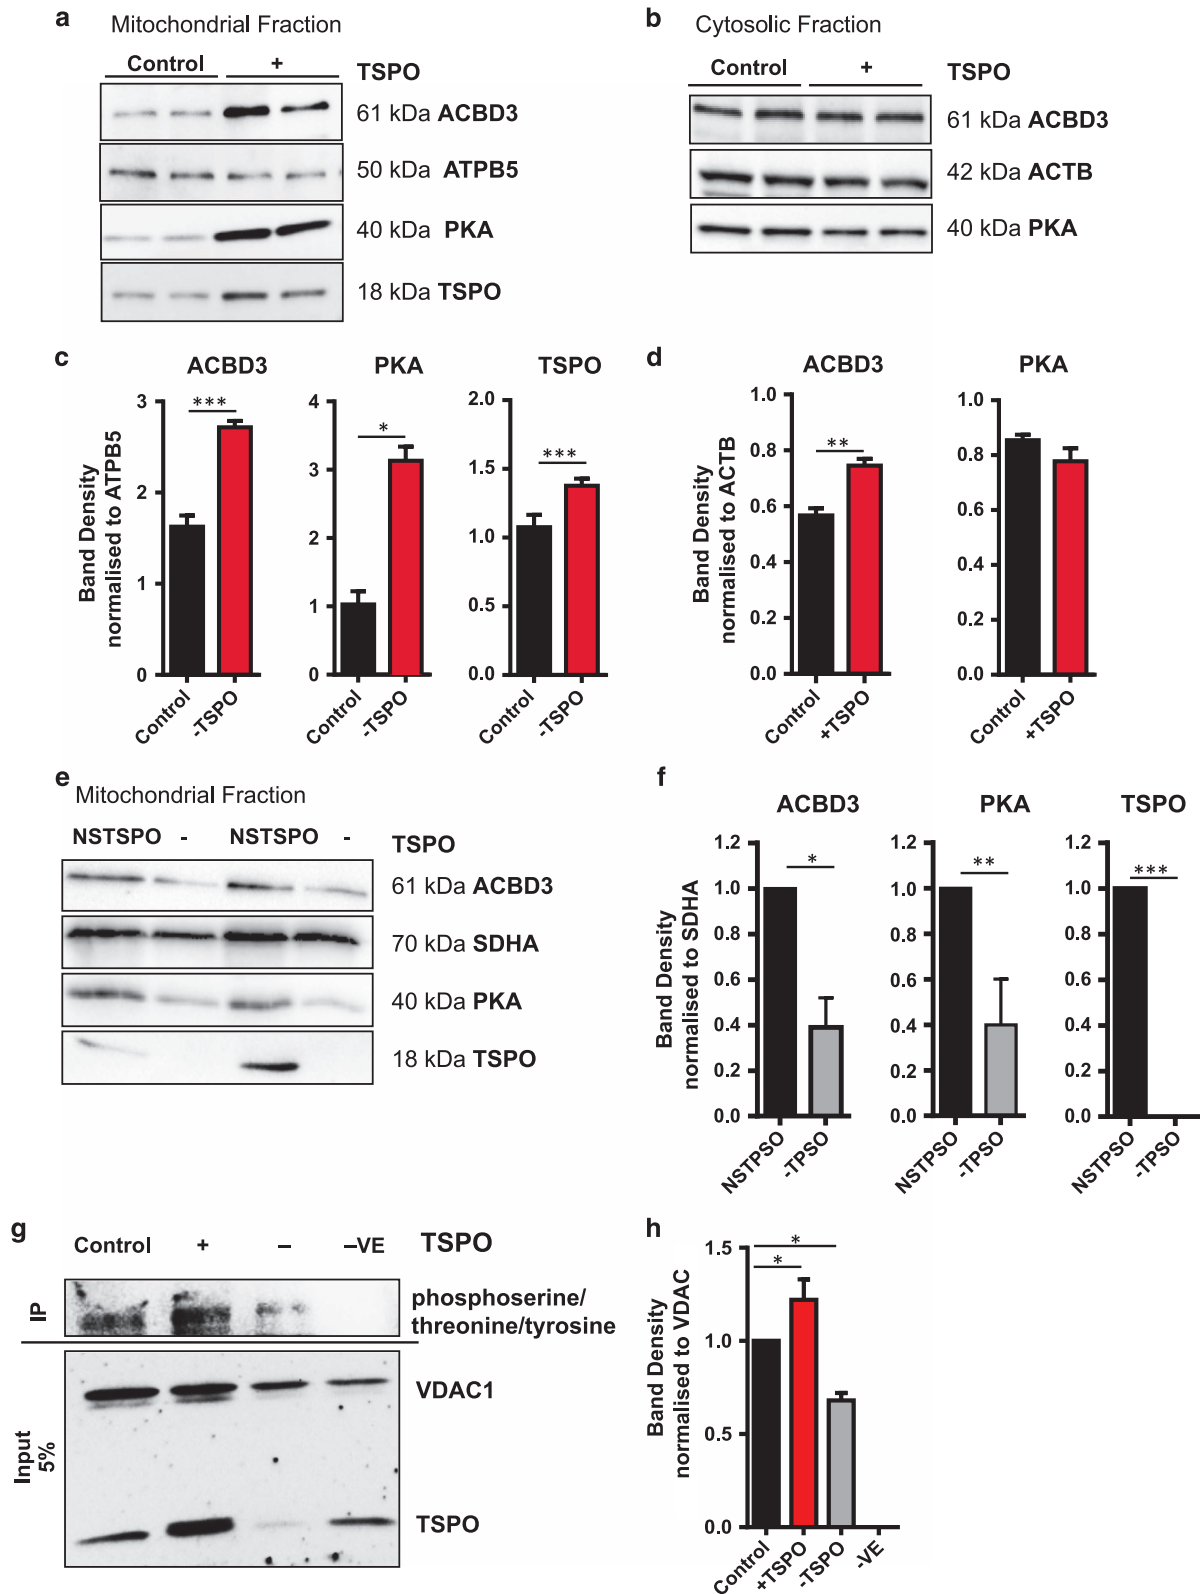 a Mitochondrial Fraction
Control + TSPO
61 kDa ACBD3
50 kDa ATPB5
40 kDa PKA
18 kDa TSPO
b Cytosolic Fraction
Control + TSPO
61 kDa ACBD3
42 kDa ACTB
40 kDa PKA
c
Band Density
normalised to ATPB5
ACBD3
3
2
1
0
***
Control
-TSPO
PKA
4
3
2
1
0
*
Control
-TSPO
TSPO
2.0
1.5
1.0
0.5
0.0
***
Control
-TSPO
d
Band Density
normalised to ACTB
ACBD3
1.0
0.8
0.6
0.4
0.2
0.0
**
Control
+TSPO
PKA
1.0
0.8
0.6
0.4
0.2
0.0
Control
+TSPO
e Mitochondrial Fraction
NSTSPO - NSTSPO - TSPO
61 kDa ACBD3
70 kDa SDHA
40 kDa PKA
18 kDa TSPO
f
Band Density
normalised to SDHA
ACBD3
1.2
1.0
0.8
0.6
0.4
0.2
0.0
*
NSTPSO
-TPSO
PKA
1.2
1.0
0.8
0.6
0.4
0.2
0.0
**
NSTPSO
-TPSO
TSPO
1.2
1.0
0.8
0.6
0.4
0.2
0.0
***
NSTPSO
-TPSO
g
Control + – –VE TSPO
IP
phosphoserine/
threonine/tyrosine
Input
5%
VDAC1
TSPO
h
Band Density
normalised to VDAC
1.5
1.0
0.5
0.0
*
*
Control
+TSPO
-TSPO
-VE